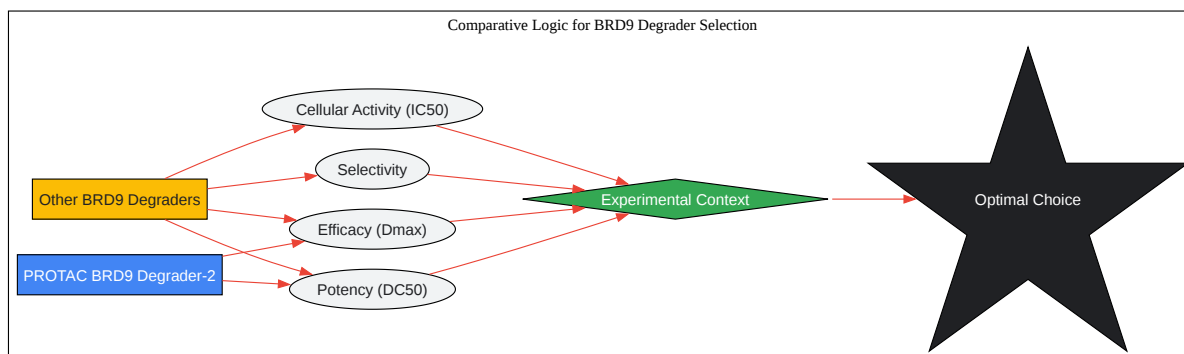 Comparative Logic for BRD9 Degrader Selection
Cellular Activity (IC50)
Selectivity
Other BRD9 Degraders
Experimental Context
Optimal Choice
Efficacy (Dmax)
PROTAC BRD9 Degrader-2
Potency (DC50)